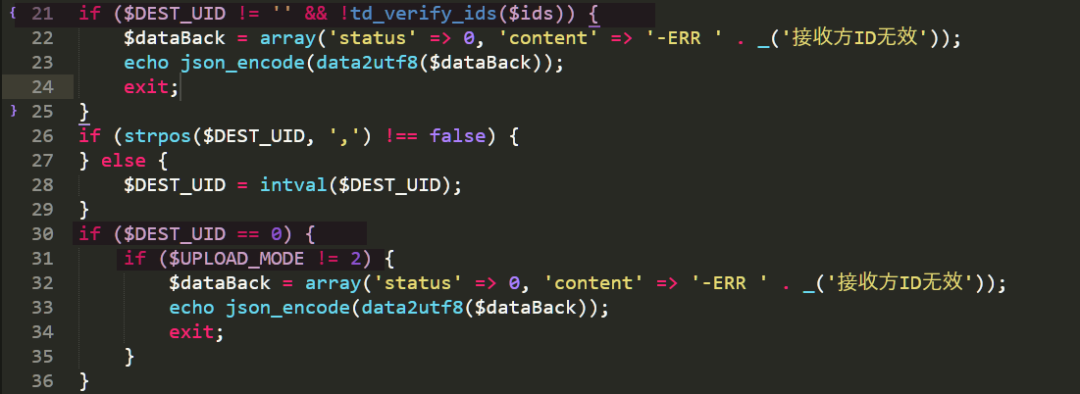 { 21 if ($DEST_UID != '' && !td_verify_ids($ids)) {
22 $dataBack = array('status' => 0, 'content' => '-ERR ' . _('接收方ID无效'));
23 echo json_encode(data2utf8($dataBack));
24 exit;
} 25 }
26 if (strpos($DEST_UID, ',') !== false) {
27 } else {
28 $DEST_UID = intval($DEST_UID);
29 }
30 if ($DEST_UID == 0) {
31 if ($UPLOAD_MODE != 2) {
32 $dataBack = array('status' => 0, 'content' => '-ERR ' . _('接收方ID无效'));
33 echo json_encode(data2utf8($dataBack));
34 exit;
35 }
36 }